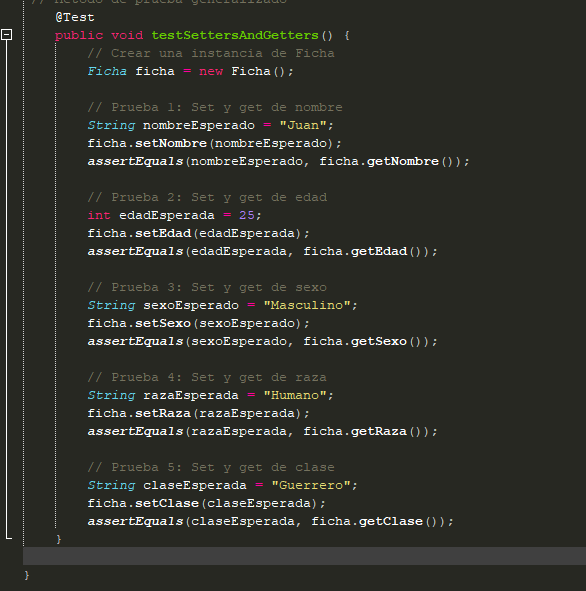 // Método de prueba generalizado
@Test
public void testSettersAndGetters() {
// Crear una instancia de Ficha
Ficha ficha = new Ficha();
// Prueba 1: Set y get de nombre
String nombreEsperado = "Juan";
ficha.setNombre(nombreEsperado);
assertEquals(nombreEsperado, ficha.getNombre());
// Prueba 2: Set y get de edad
int edadEsperada = 25;
ficha.setEdad(edadEsperada);
assertEquals(edadEsperada, ficha.getEdad());
// Prueba 3: Set y get de sexo
String sexoEsperado = "Masculino";
ficha.setSexo(sexoEsperado);
assertEquals(sexoEsperado, ficha.getSexo());
// Prueba 4: Set y get de raza
String razaEsperada = "Humano";
ficha.setRaza(razaEsperada);
assertEquals(razaEsperada, ficha.getRaza());
// Prueba 5: Set y get de clase
String claseEsperada = "Guerrero";
ficha.setClase(claseEsperada);
assertEquals(claseEsperada, ficha.getClase());
}
}